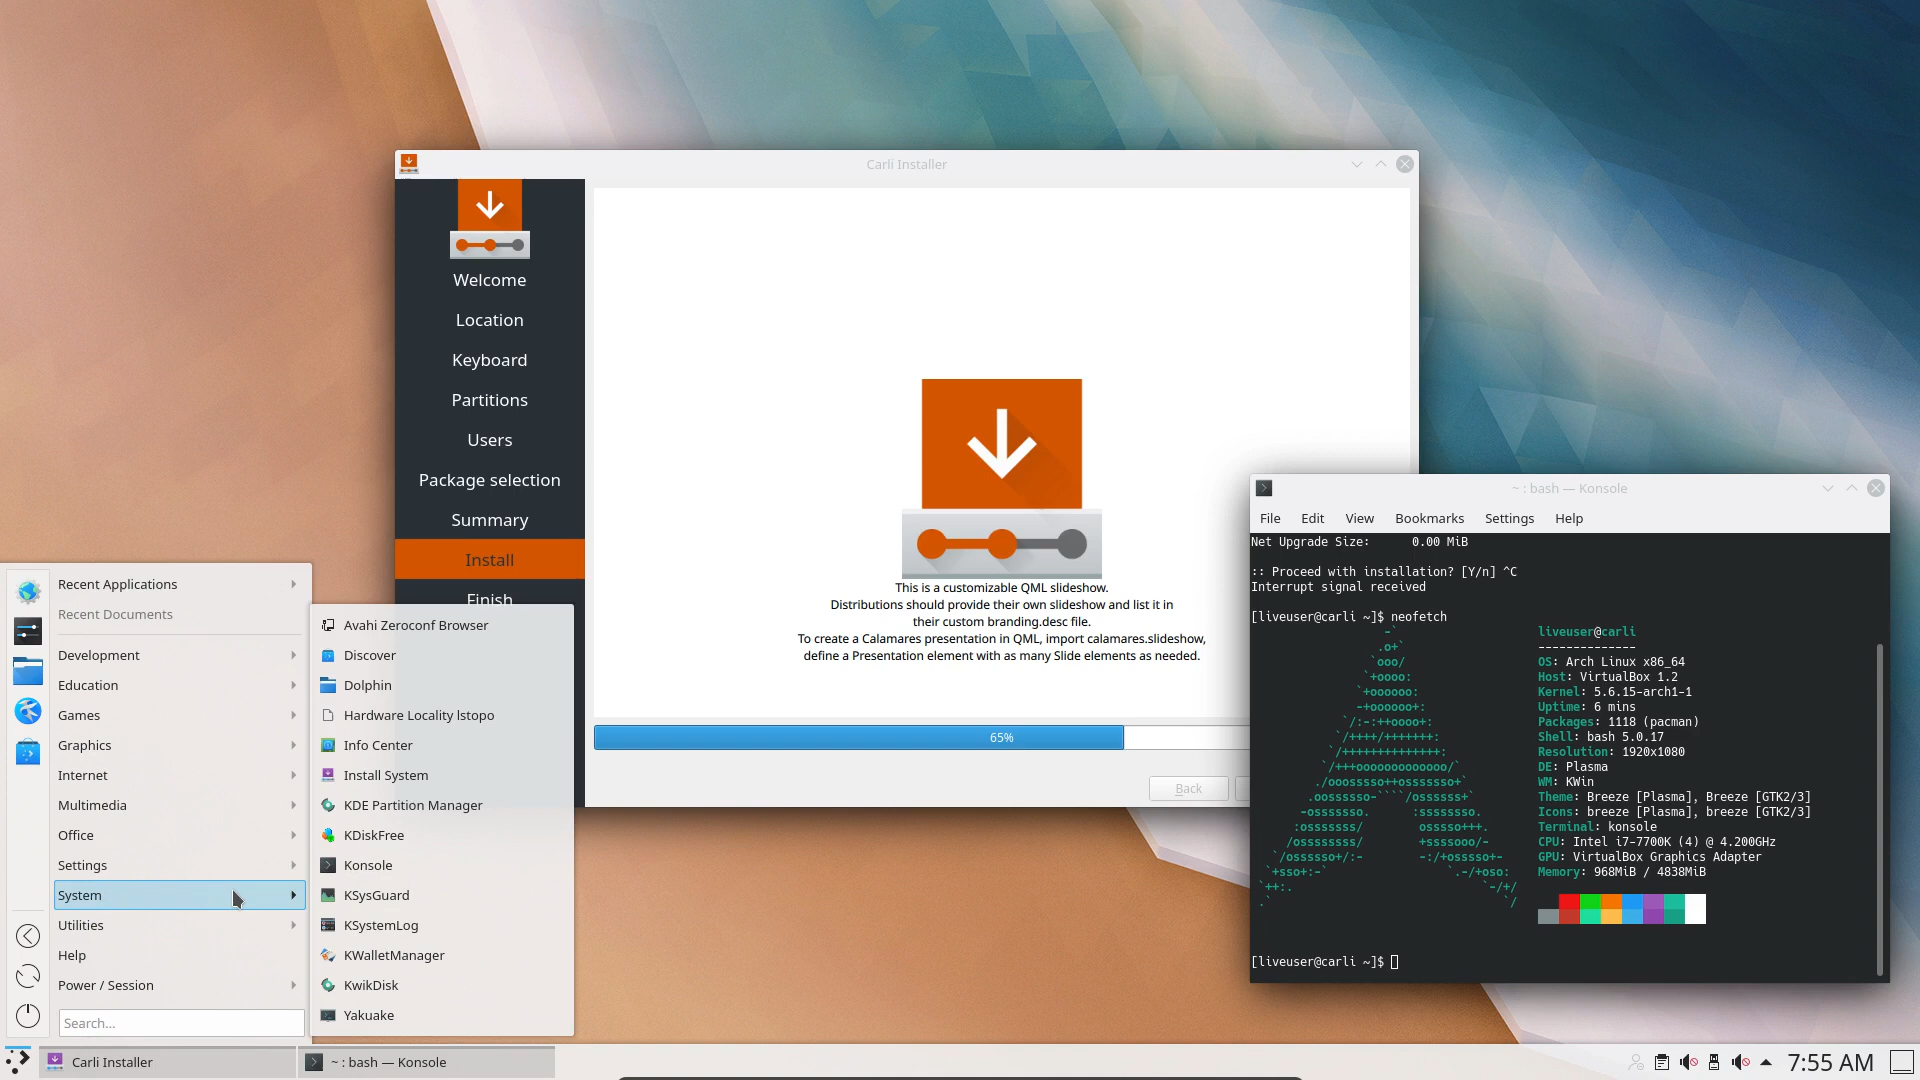 Carli Installer
Welcome
Location
Keyboard
Partitions
Users
Package selection
Summary
Install
Finish
This is a customizable QML slideshow.
Distributions should provide their own slideshow and list it in
their custom branding.desc file.
To create a Calamares presentation in QML, import calamares.slideshow,
define a Presentation element with as many Slide elements as needed.
65%
Back
~ : bash — Konsole
File Edit View Bookmarks Settings Help
Net Upgrade Size: 0.00 MiB
:: Proceed with installation? [Y/n] ^C
Interrupt signal received
[liveuser@carli ~]$ neofetch
liveuser@carli
--------------
OS: Arch Linux x86_64
Host: VirtualBox 1.2
Kernel: 5.6.15-arch1-1
Uptime: 6 mins
Packages: 1118 (pacman)
Shell: bash 5.0.17
Resolution: 1920x1080
DE: Plasma
WM: KWin
Theme: Breeze [Plasma], Breeze [GTK2/3]
Icons: breeze [Plasma], breeze [GTK2/3]
Terminal: konsole
CPU: Intel i7-7700K (4) @ 4.200GHz
GPU: VirtualBox Graphics Adapter
Memory: 968MiB / 4838MiB
[liveuser@carli ~]$
Recent Applications
Recent Documents
Development
Education
Games
Graphics
Internet
Multimedia
Office
Settings
System
Utilities
Help
Power / Session
Search...
Avahi Zeroconf Browser
Discover
Dolphin
Hardware Locality lstopo
Info Center
Install System
KDE Partition Manager
KDiskFree
Konsole
KSysGuard
KSystemLog
KWalletManager
KwikDisk
Yakuake
Carli Installer
~ : bash — Konsole
7:55 AM